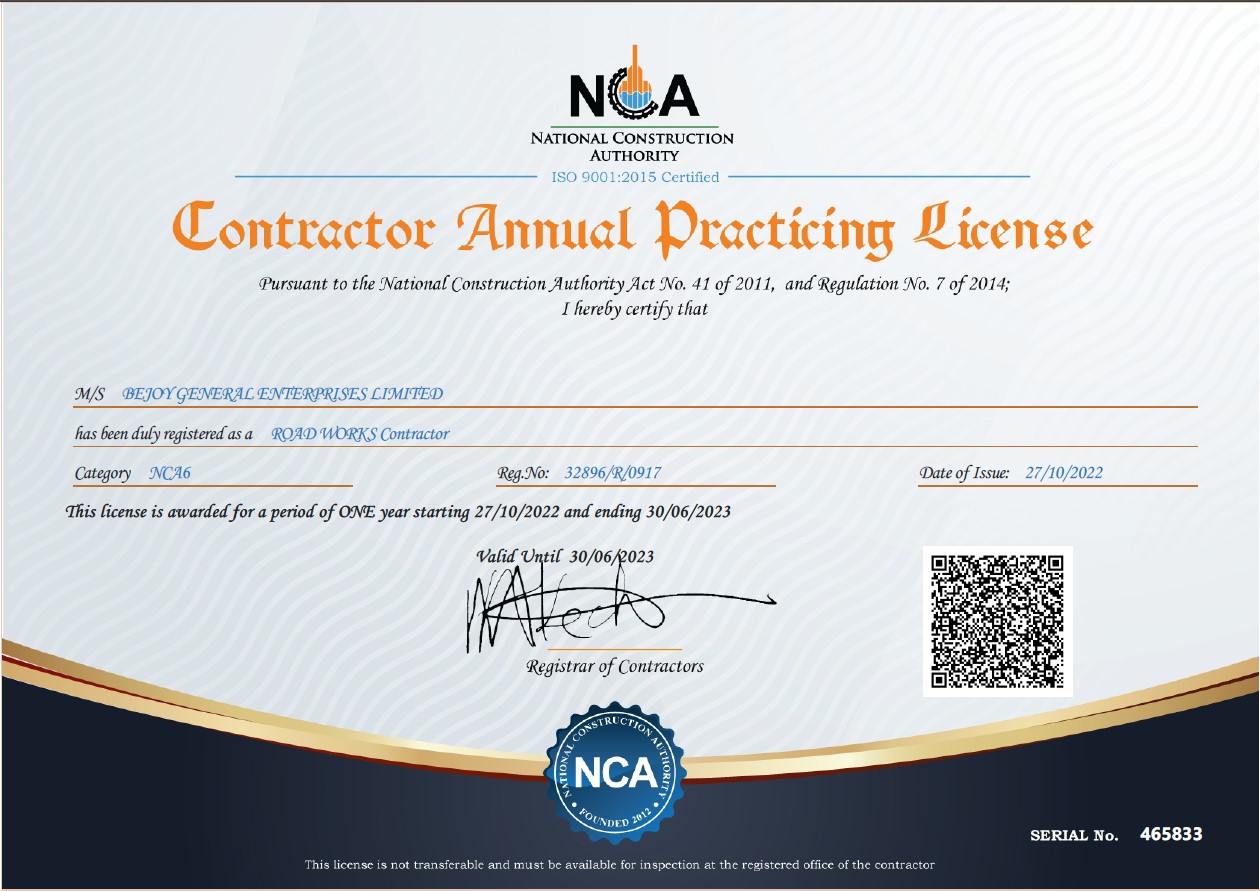 NCA
NATIONAL CONSTRUCTION
AUTHORITY
ISO 9001:2015 Certified
Contractor Annual Practicing License
Pursuant to the National Construction Authority Act No. 41 of 2011, and Regulation No. 7 of 2014;
I hereby certify that
M/S BEJOY GENERAL ENTERPRISES LIMITED
has been duly registered as a ROAD WORKS Contractor
Category NCA6 Reg.No: 32896/R/0917 Date of Issue: 27/10/2022
This license is awarded for a period of ONE year starting 27/10/2022 and ending 30/06/2023
Valid Until 30/06/2023
Registrar of Contractors
NATIONAL CONSTRUCTION AUTHORITY
NCA
• FOUNDED 2012 •
SERIAL No. 465833
This license is not transferable and must be available for inspection at the registered office of the contractor